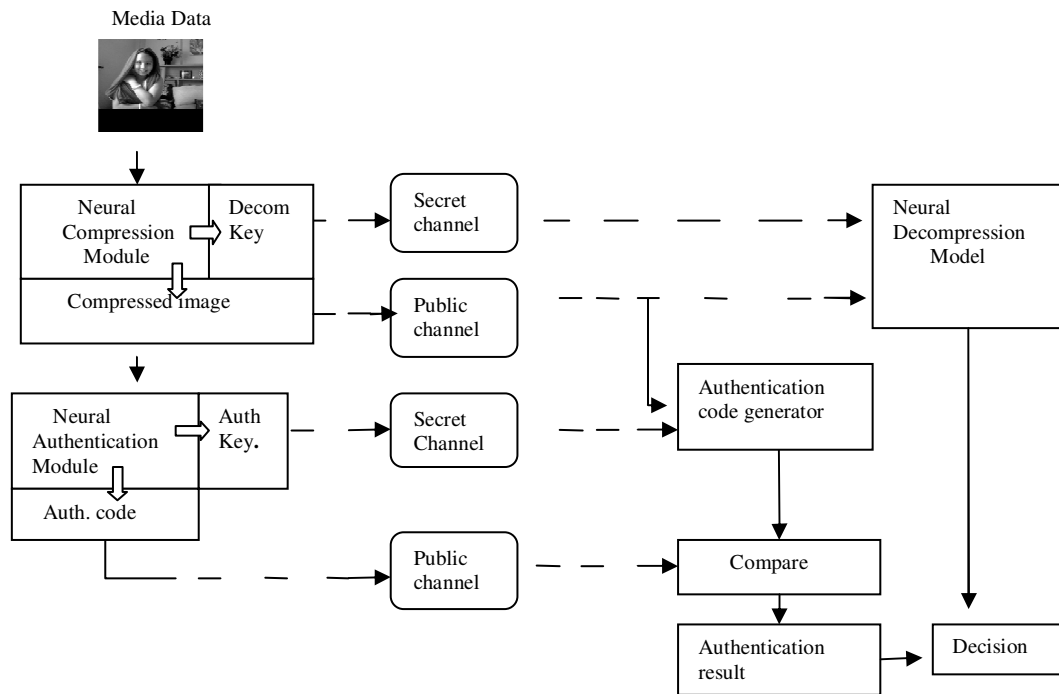 Media Data
Neural
Compression
Module
Decom
Key
Compressed image
Secret
channel
Public
channel
Neural
Decompression
Model
Neural
Authentication
Module
Auth
Key.
Auth. code
Secret
Channel
Authentication
code generator
Public
channel
Compare
Authentication
result
Decision